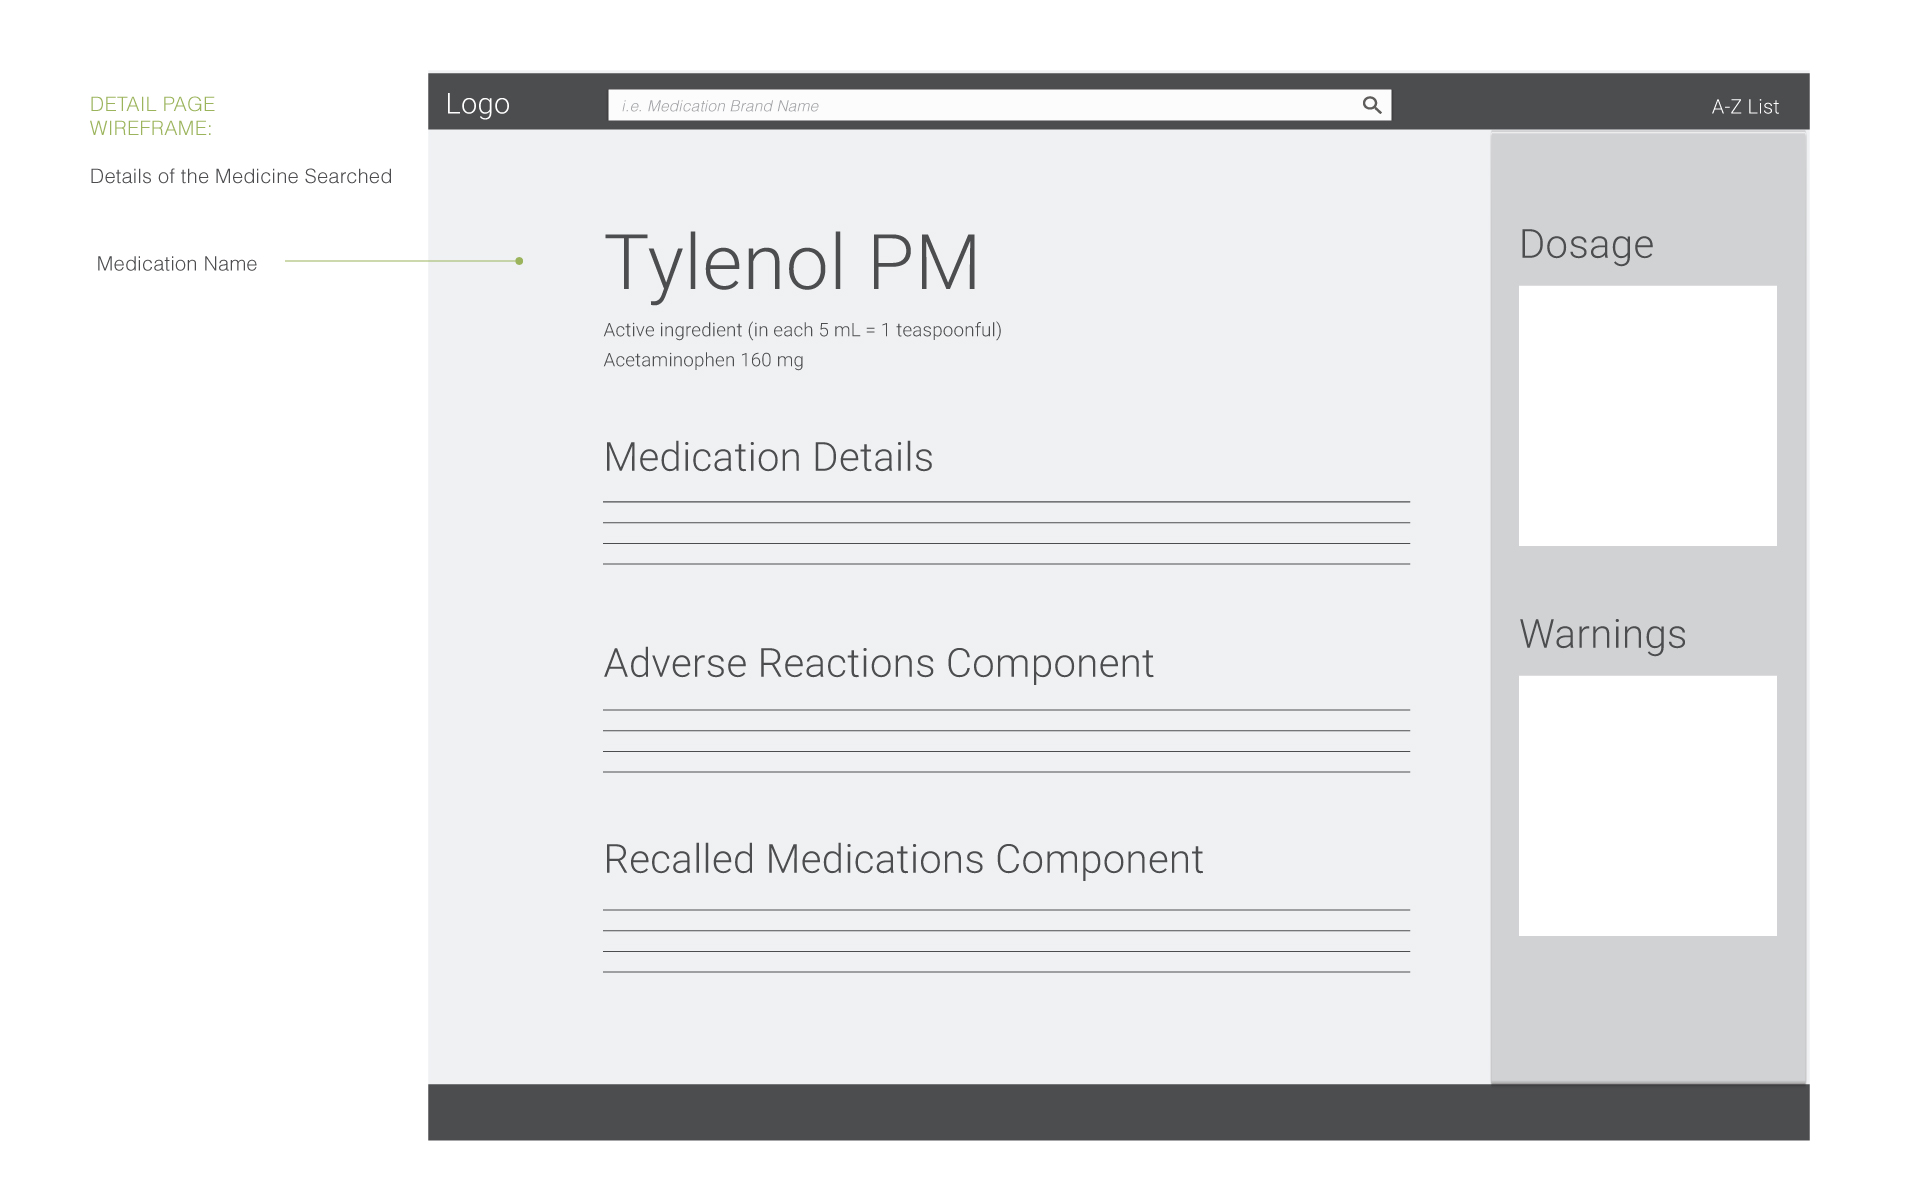 DETAIL PAGE
WIREFRAME:
Details of the Medicine Searched
Medication Name
Logo
i.e. Medication Brand Name
A-Z List
Tylenol PM
Active ingredient (in each 5 mL = 1 teaspoonful)
Acetaminophen 160 mg
Medication Details
Adverse Reactions Component
Recalled Medications Component
Dosage
Warnings